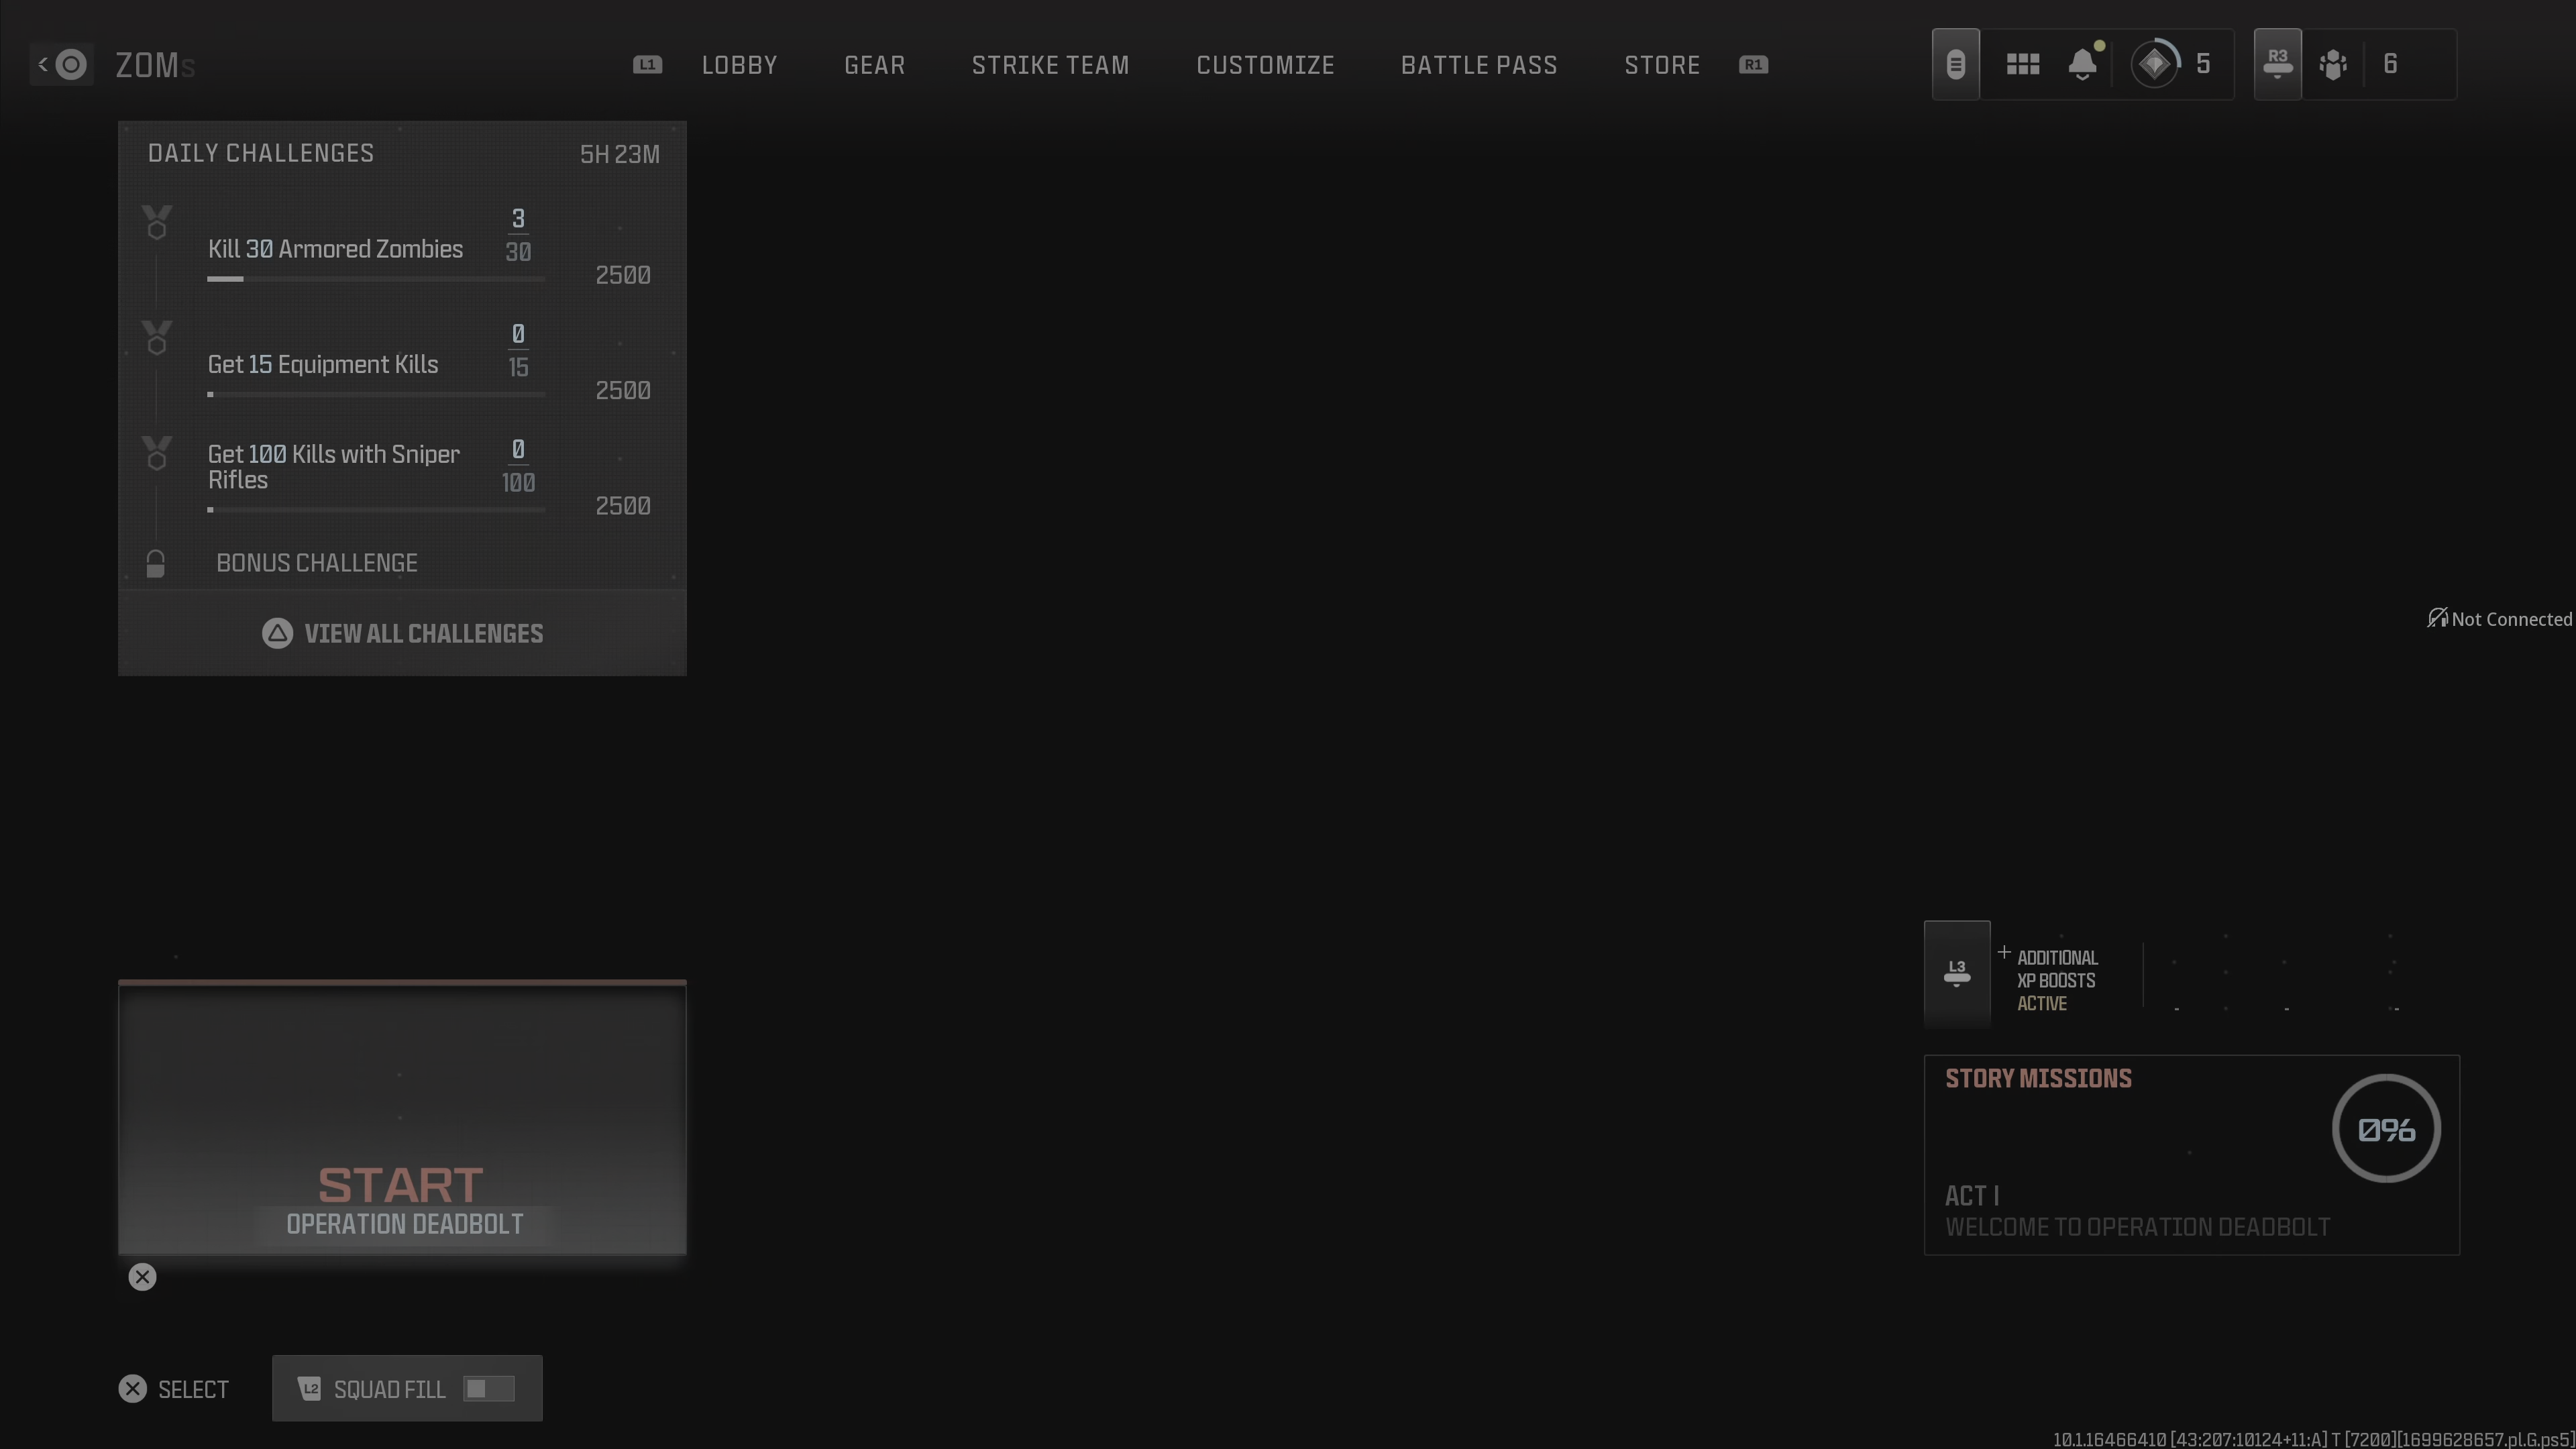 ZOMs
L1
LOBBY
GEAR
STRIKE TEAM
CUSTOMIZE
BATTLE PASS
STORE
R1
5
R3
6
DAILY CHALLENGES
5H 23M
Kill 30 Armored Zombies
3
30
2500
Get 15 Equipment Kills
0
15
2500
Get 100 Kills with Sniper
Rifles
0
100
2500
BONUS CHALLENGE
VIEW ALL CHALLENGES
Not Connected
L3
+ ADDITIONAL
XP BOOSTS
ACTIVE
- - -
STORY MISSIONS
0%
ACT I
WELCOME TO OPERATION DEADBOLT
START
OPERATION DEADBOLT
SELECT
L2
SQUAD FILL
10.1.16466410 [43:207:10124+11:A] T [7200][1699628657.pl.G.ps5]